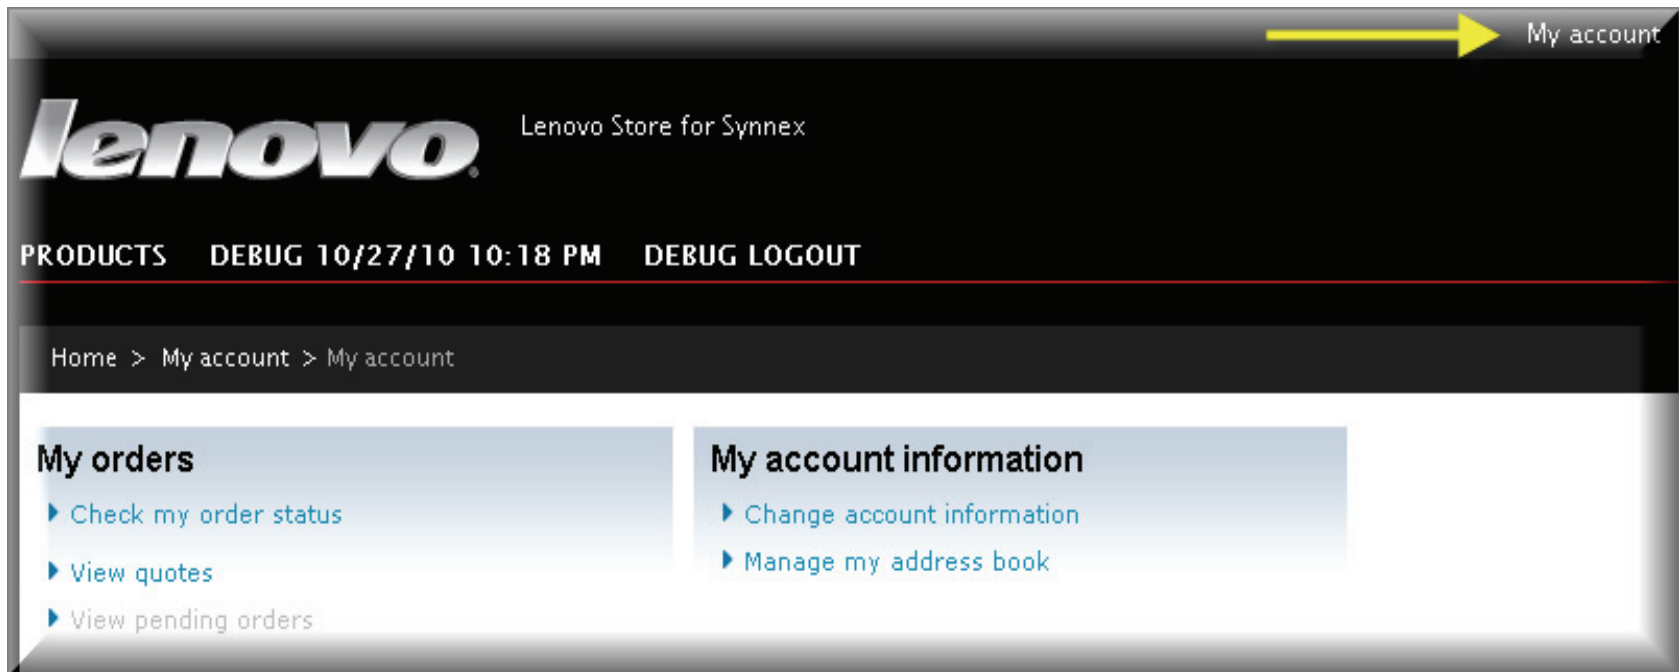 My account
lenovo.
Lenovo Store for Synnex
PRODUCTS DEBUG 10/27/10 10:18 PM DEBUG LOGOUT
Home > My account > My account
My orders
Check my order status
View quotes
View pending orders
My account information
Change account information
Manage my address book